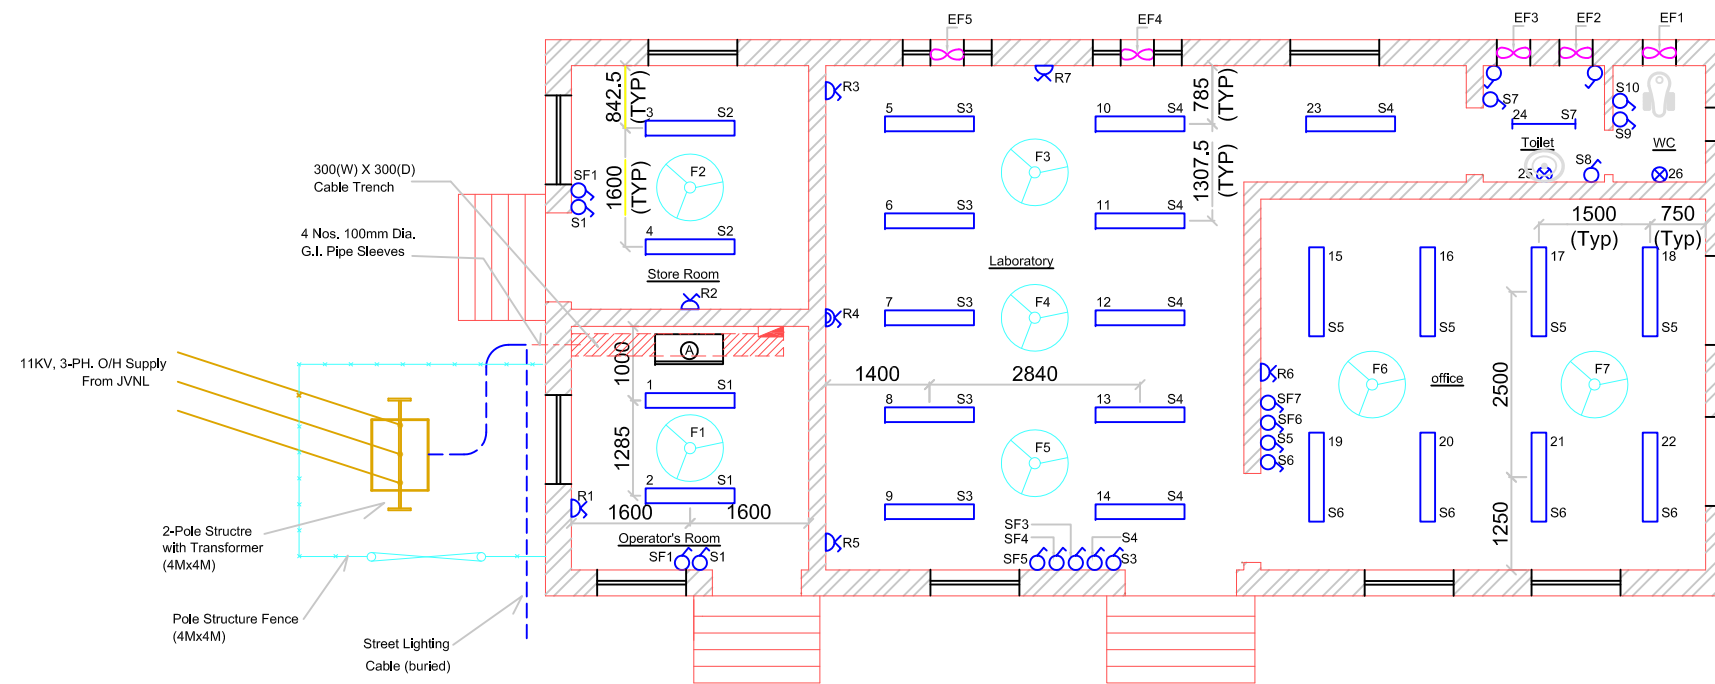 EF5
EF4
EF3
EF2
EF1
842.5
(TYP)
3
S2
F2
1600
(TYP)
SF1
S1
4
S2
Store Room
R2
300(W) X 300(D)
Cable Trench
4 Nos. 100mm Dia.
G.I. Pipe Sleeves
11KV, 3-PH. O/H Supply
From JVNL
2-Pole Structre
with Transformer
(4Mx4M)
Pole Structure Fence
(4Mx4M)
Street Lighting
Cable (buried)
A
1000
1
S1
F1
1285
2
S1
R1
1600
1600
Operator's Room
SF1
S1
R3
R7
5
S3
10
S4
785
(TYP)
F3
1307.5
(TYP)
6
S3
11
S4
Laboratory
R4
7
S3
F4
12
S4
1400
2840
8
S3
13
S4
F5
9
S3
14
S4
R5
SF3
SF4
SF5
S4
S3
23
S4
S7
24
S7
Toilet
25
S8
S10
S9
WC
26
1500
(Typ)
750
(Typ)
15
S5
16
S5
17
S5
18
S5
R6
SF7
SF6
S5
S6
F6
office
F7
2500
19
S6
20
S6
21
S6
22
S6
1250